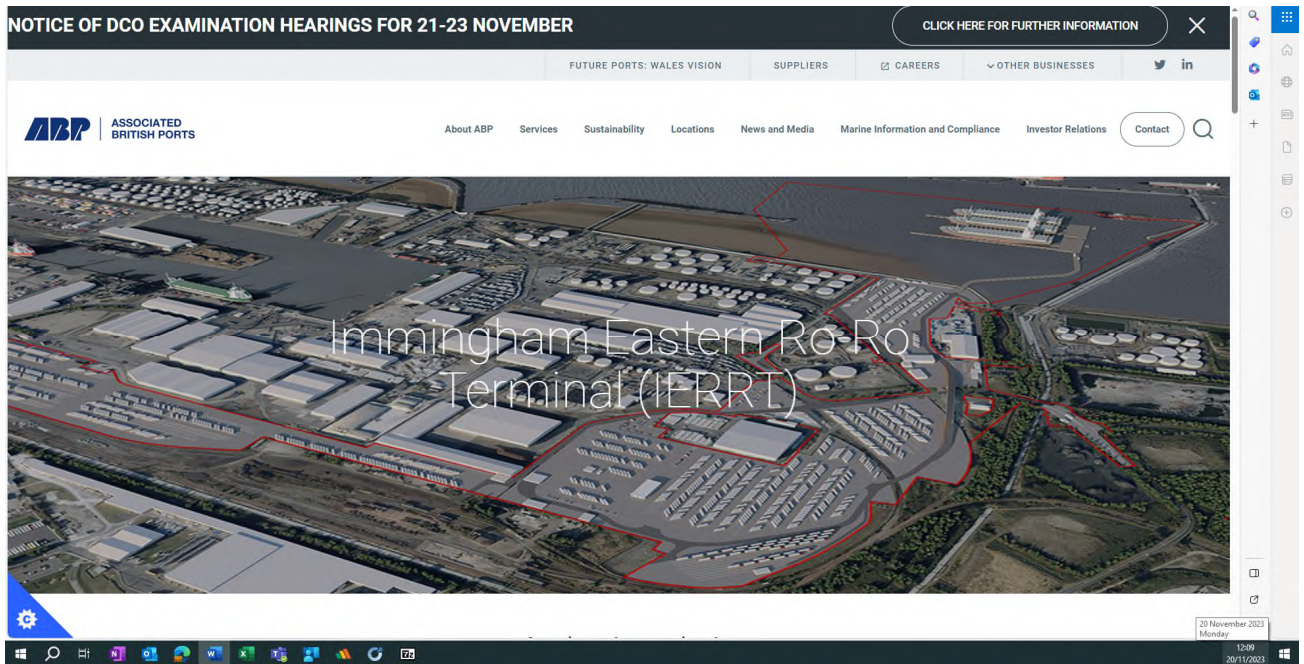 NOTICE OF DCO EXAMINATION HEARINGS FOR 21-23 NOVEMBER
CLICK HERE FOR FURTHER INFORMATION
FUTURE PORTS: WALES VISION
SUPPLIERS
CAREERS
OTHER BUSINESSES
ABP
ASSOCIATED
BRITISH PORTS
About ABP
Services
Sustainability
Locations
News and Media
Marine Information and Compliance
Investor Relations
Contact
Immingham Eastern Ro-Ro
Terminal (IERRT)
20 November 2023
Monday
12:09
20/11/2023